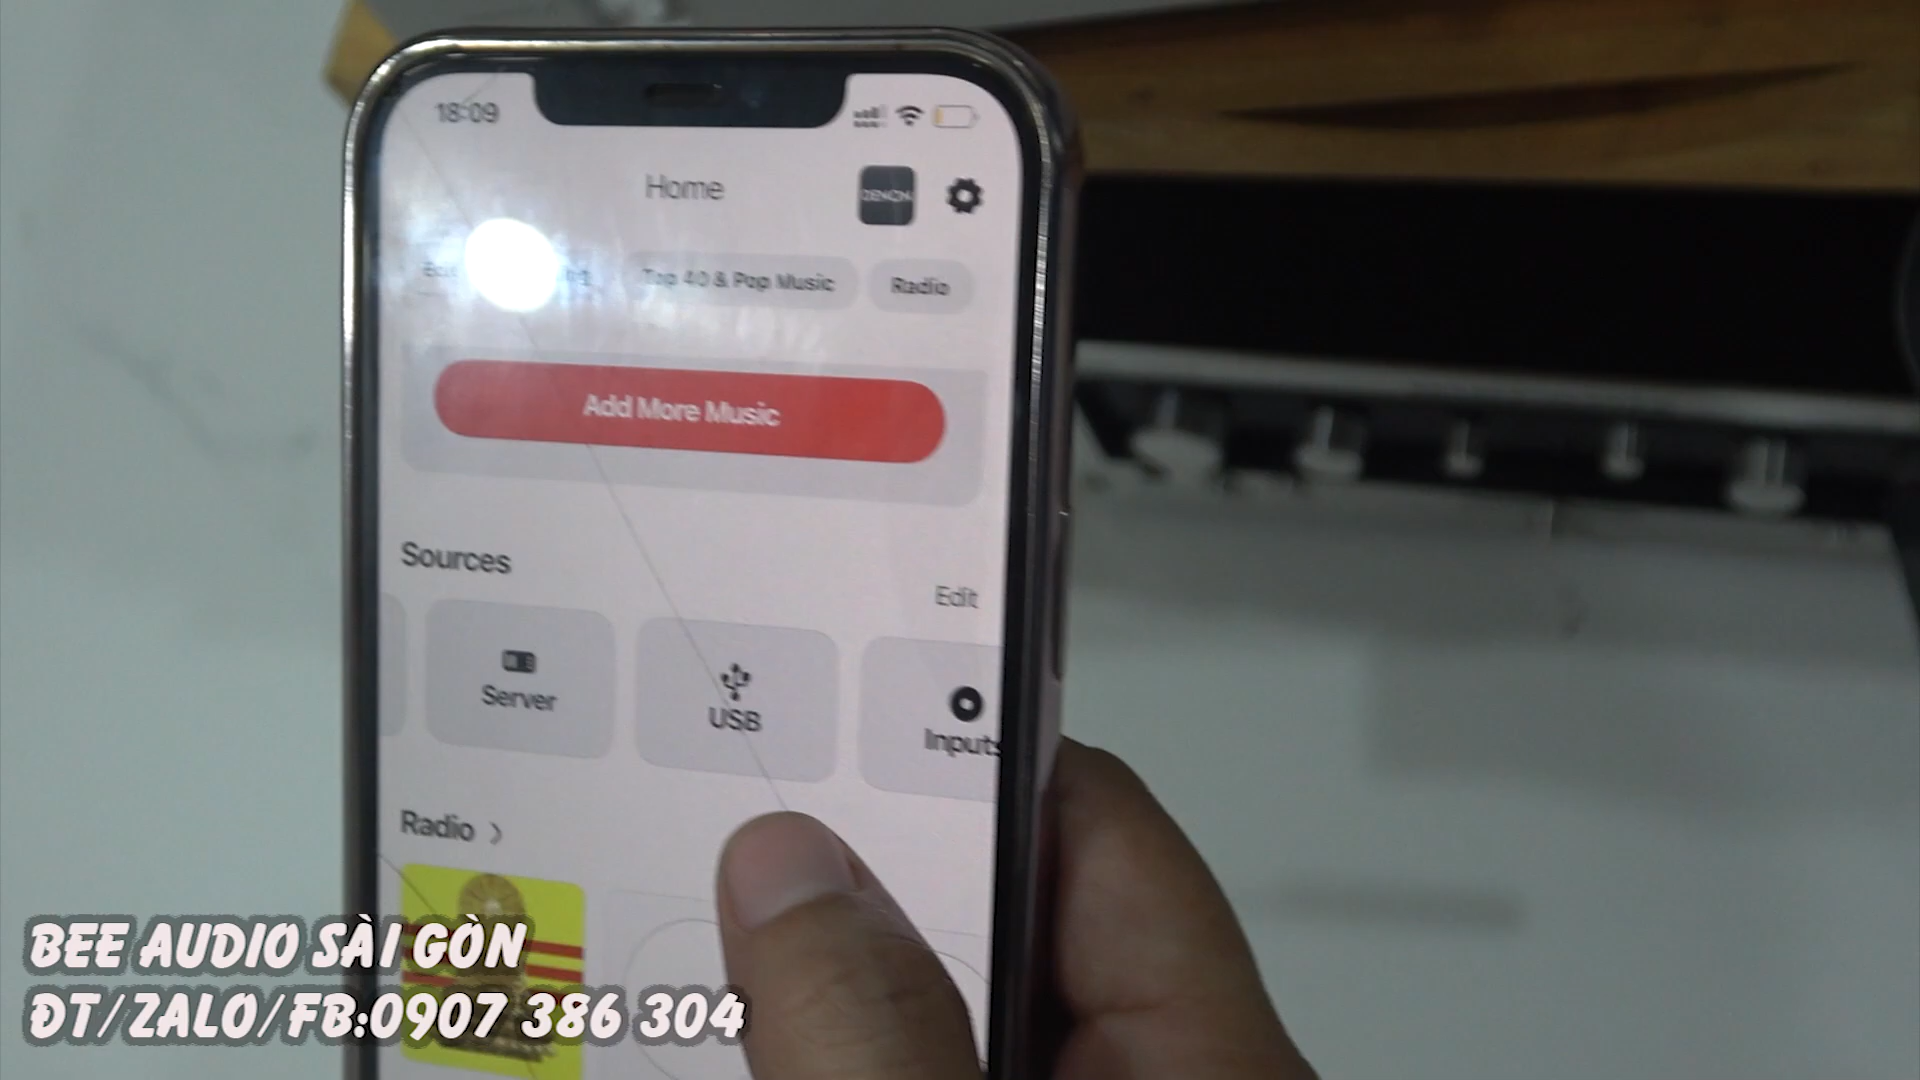 18:09
Home
DENON
Top 40 & Pop Music
Radio
Add More Music
Sources
Edit
Server
USB
Inputs
Radio >
BEE AUDIO SÀI GÒN
ĐT/ZALO/FB:0907 386 304